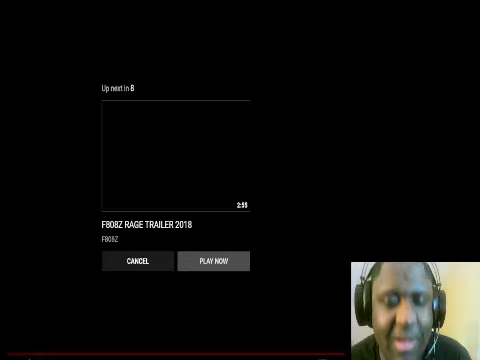 Up next in 8
2:55
F808Z RAGE TRAILER 2018
F808Z
CANCEL
PLAY NOW